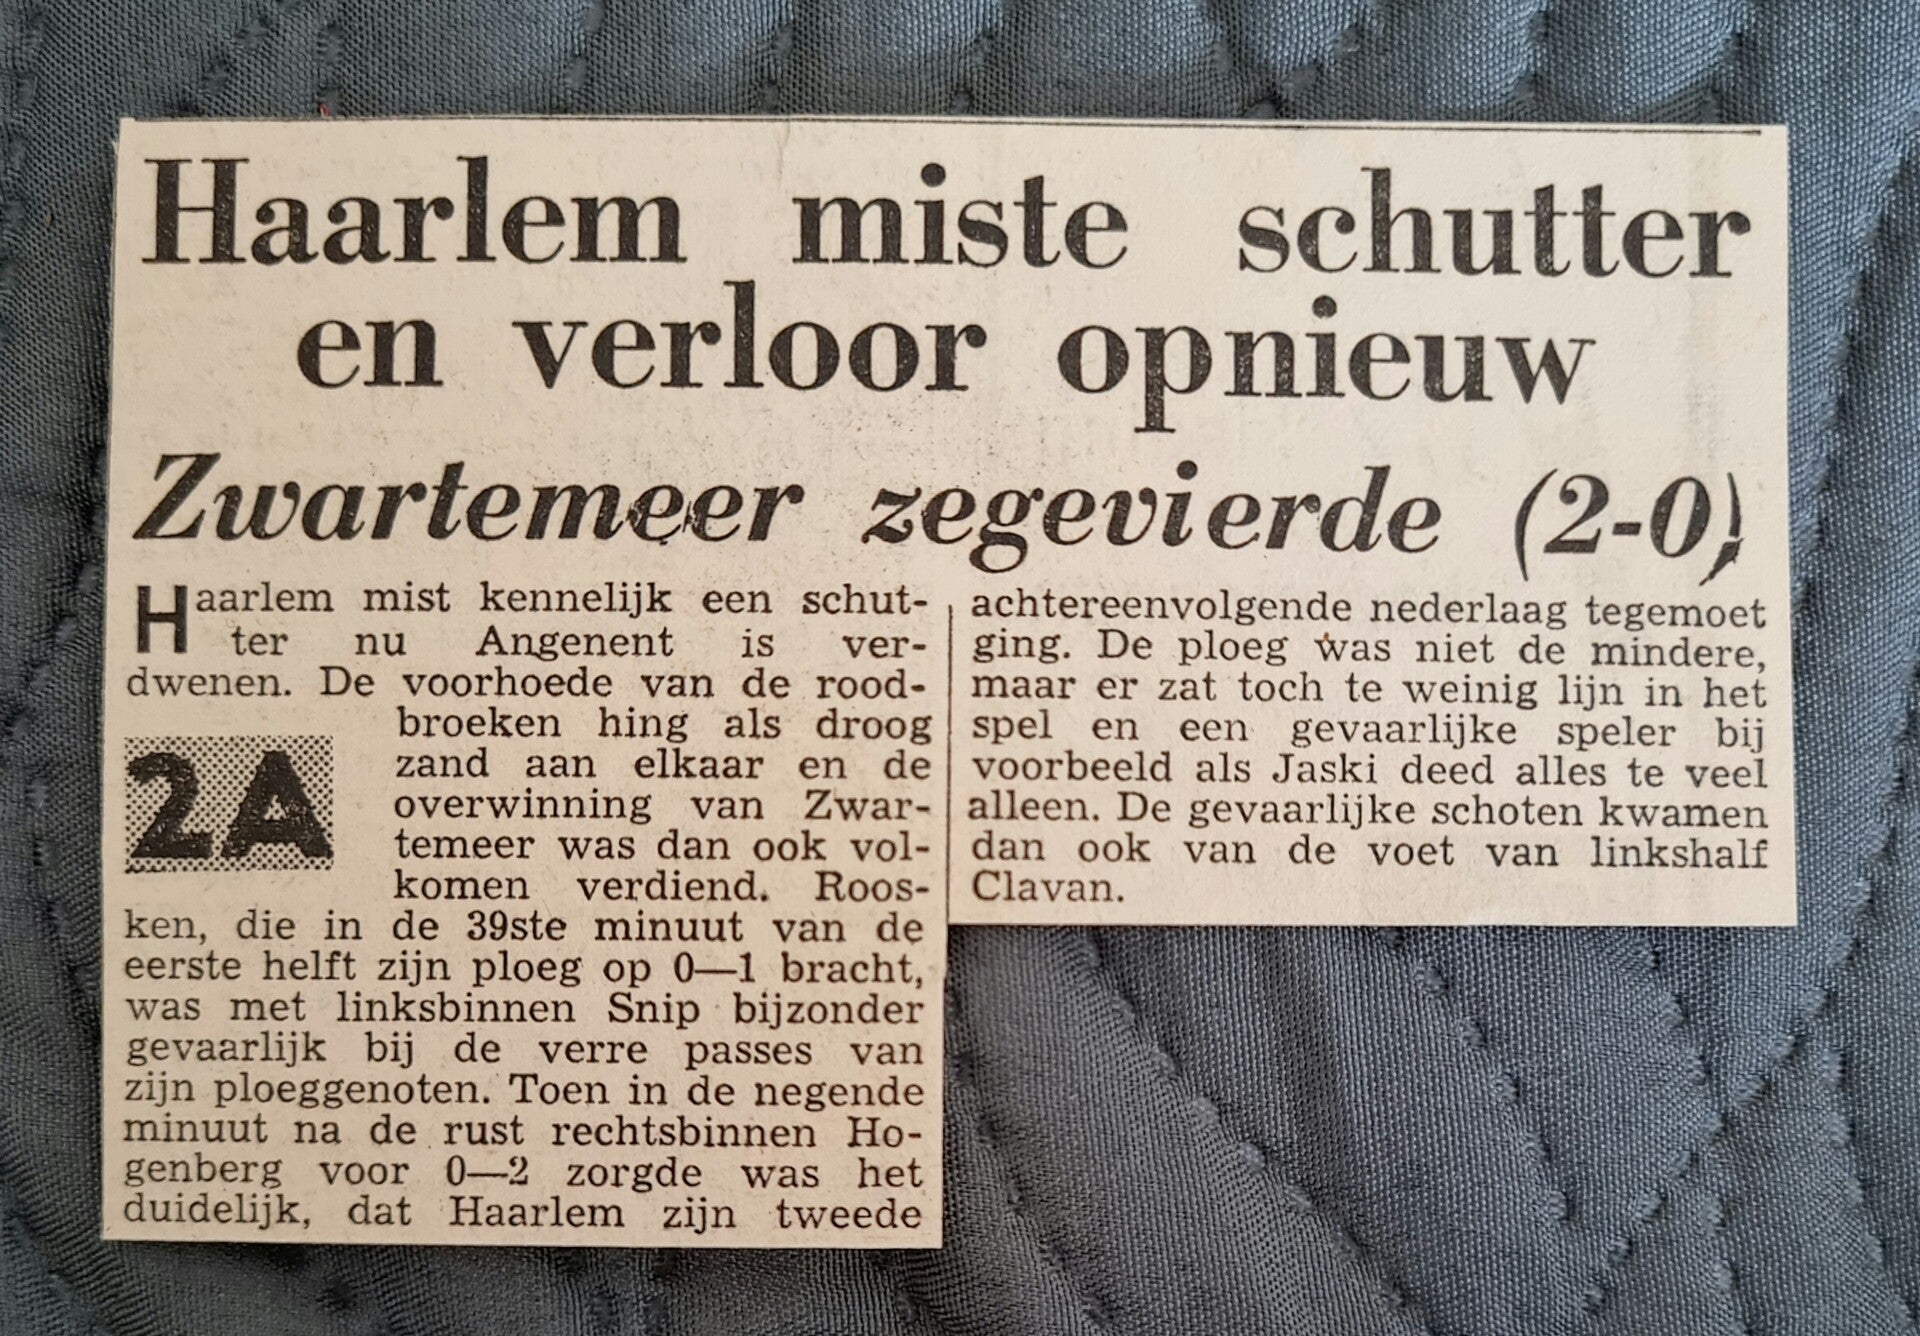 Haarlem miste schutter
en verloor opnieuw
Zwartemeer zegevierde (2-0)
Haarlem mist kennelijk een schut-
ter nu Angenent is ver-
dwenen. De voorhoede van de rood-
broeken hing als droog
zand aan elkaar en de
overwinning van Zwar-
temeer was dan ook vol-
komen verdiend. Roos-
2A
ken, die in de 39ste minuut van de
eerste helft zijn ploeg op 0—1 bracht,
was met linksbinnen Snip bijzonder
gevaarlijk bij de verre passes van
zijn ploeggenoten. Toen in de negende
minuut na de rust rechtsbinnen Ho-
genberg voor 0—2 zorgde was het
duidelijk, dat Haarlem zijn tweede
achtereenvolgende nederlaag tegemoet
ging. De ploeg was niet de mindere,
maar er zat toch te weinig lijn in het
spel en een gevaarlijke speler bij
voorbeeld als Jaski deed alles te veel
alleen. De gevaarlijke schoten kwamen
dan ook van de voet van linkshalf
Clavan.